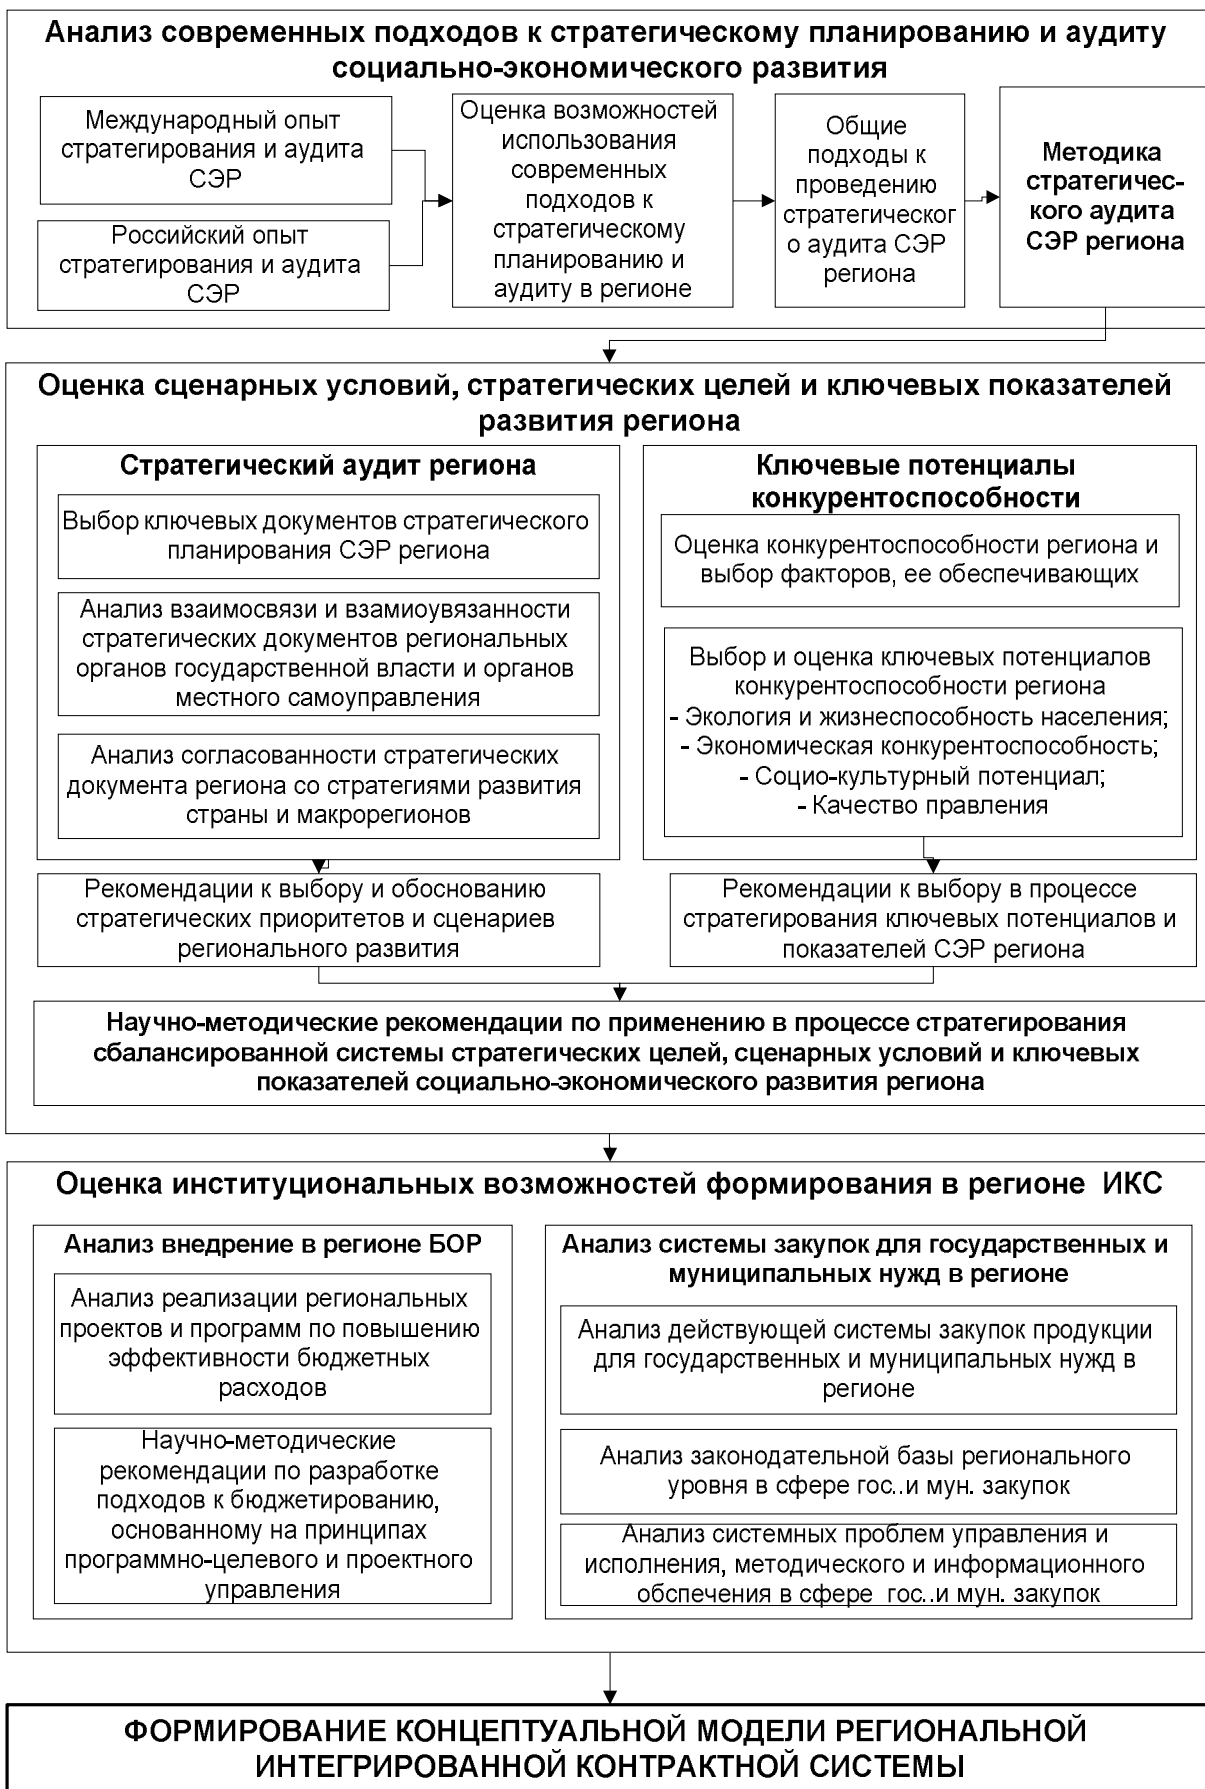 Анализ современных подходов к стратегическому планированию и аудиту
социально-экономического развития
Международный опыт
стратегирования и аудита
СЭР
Российский опыт
стратегирования и аудита
СЭР
Оценка возможностей
использования
современных
подходов к
стратегическому
планированию и
аудиту в регионе
Общие
подходы к
проведению
стратегическог
о аудита СЭР
региона
Методика
стратегичес-
кого аудита
СЭР региона
Оценка сценарных условий, стратегических целей и ключевых показателей
развития региона
Стратегический аудит региона
Выбор ключевых документов стратегического
планирования СЭР региона
Анализ взаимосвязи и взамиоувязанности
стратегических документов региональных
органов государственной власти и органов
местного самоуправления
Анализ согласованности стратегических
документа региона со стратегиями развития
страны и макрорегионов
Ключевые потенциалы
конкурентоспособности
Оценка конкурентоспособности региона и
выбор факторов, ее обеспечивающих
Выбор и оценка ключевых потенциалов
конкурентоспособности региона
- Экология и жизнеспособность населения;
- Экономическая конкурентоспособность;
- Социо-культурный потенциал;
- Качество правления
Рекомендации к выбору и обоснованию
стратегических приоритетов и сценариев
регионального развития
Рекомендации к выбору в процессе
стратегирования ключевых потенциалов и
показателей СЭР региона
Научно-методические рекомендации по применению в процессе стратегирования
сбалансированной системы стратегических целей, сценарных условий и ключевых
показателей социально-экономического развития региона
Оценка институциональных возможностей формирования в регионе ИКС
Анализ внедрение в регионе БОР
Анализ реализации региональных
проектов и программ по повышению
эффективности бюджетных
расходов
Научно-методические
рекомендации по разработке
подходов к бюджетированию,
основанному на принципах
программно-целевого и проектного
управления
Анализ системы закупок для государственных и
муниципальных нужд в регионе
Анализ действующей системы закупок продукции
для государственных и муниципальных нужд в
регионе
Анализ законодательной базы регионального
уровня в сфере гос..и мун. закупок
Анализ системных проблем управления и
исполнения, методического и информационного
обспечения в сфере гос..и мун. закупок
ФОРМИРОВАНИЕ КОНЦЕПТУАЛЬНОЙ МОДЕЛИ РЕГИОНАЛЬНОЙ
ИНТЕГРИРОВАННОЙ КОНТРАКТНОЙ СИСТЕМЫ